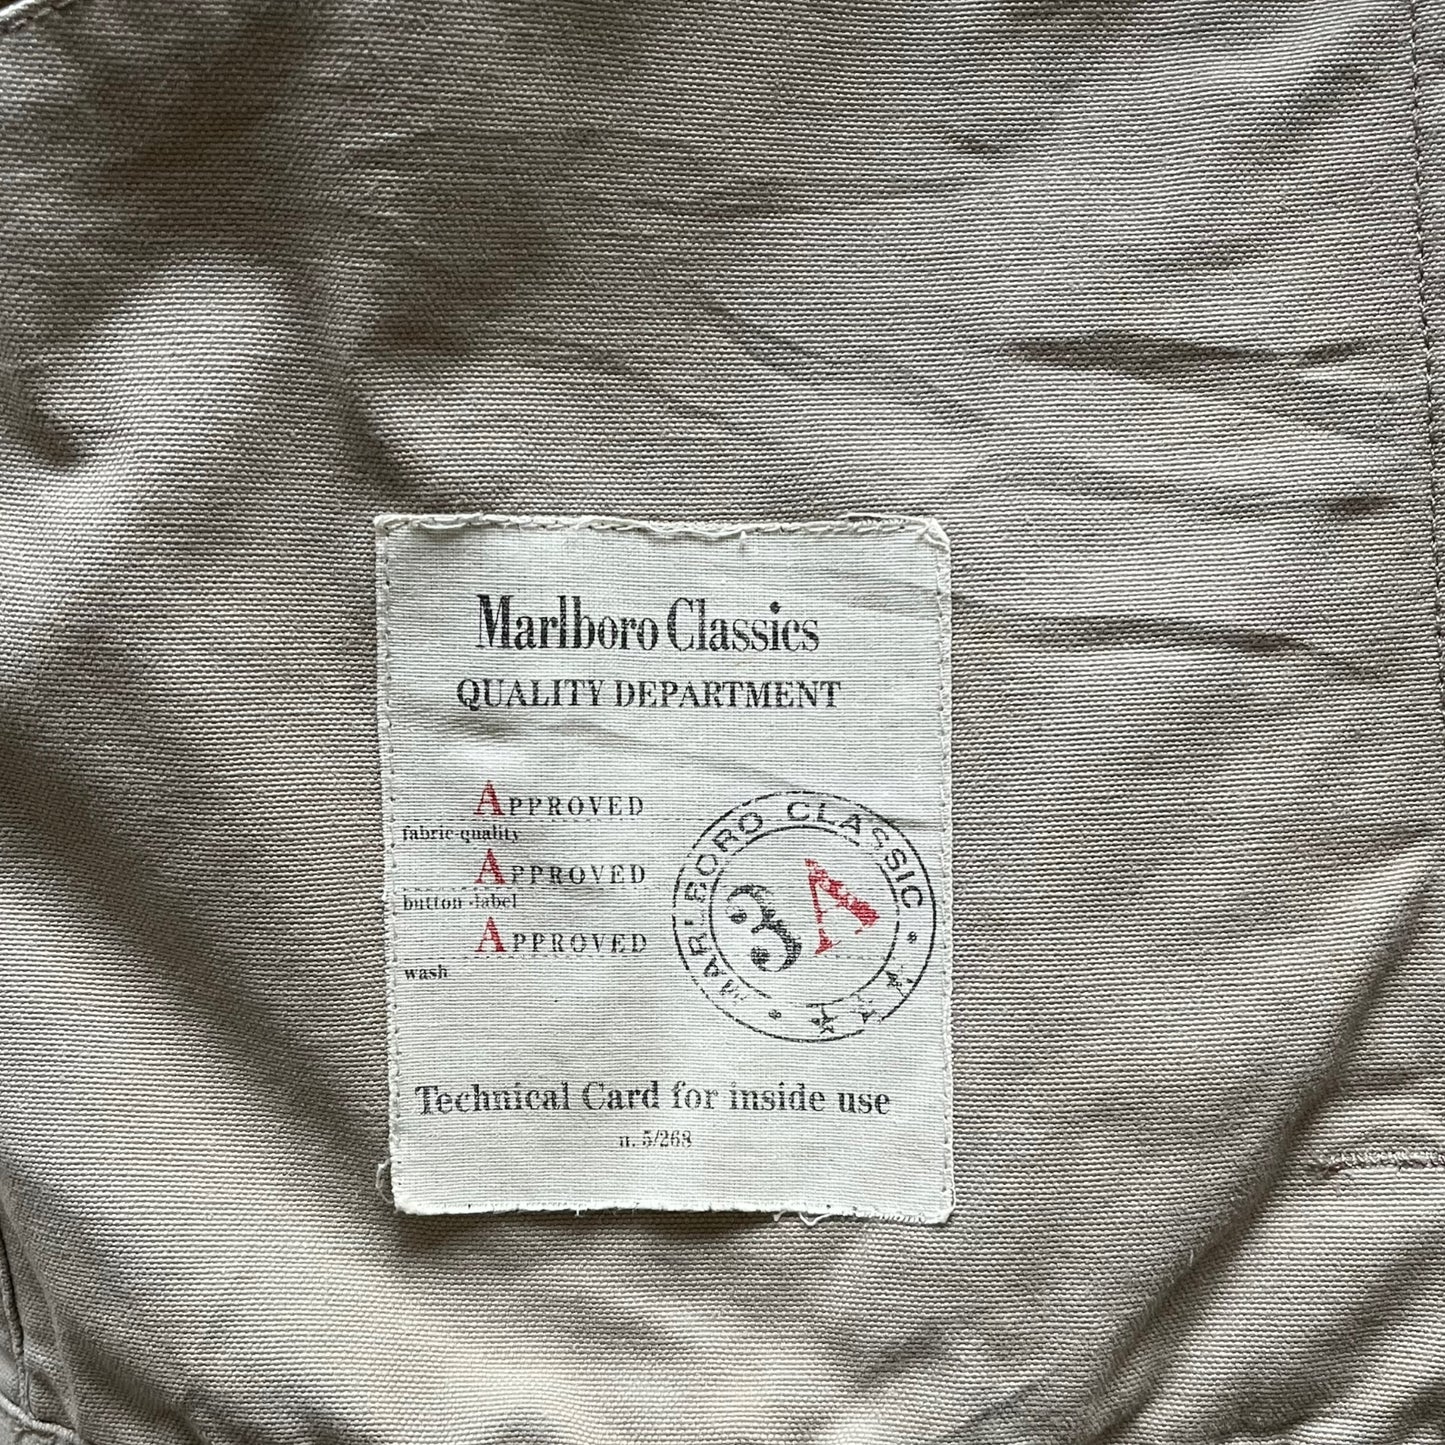 Marlboro Classics
QUALITY DEPARTMENT
APPROVED
fabric-quality
APPROVED
button-label
APPROVED
wash
MARLBORO CLASSIC
3A
Technical Card for inside use
n. 5/268